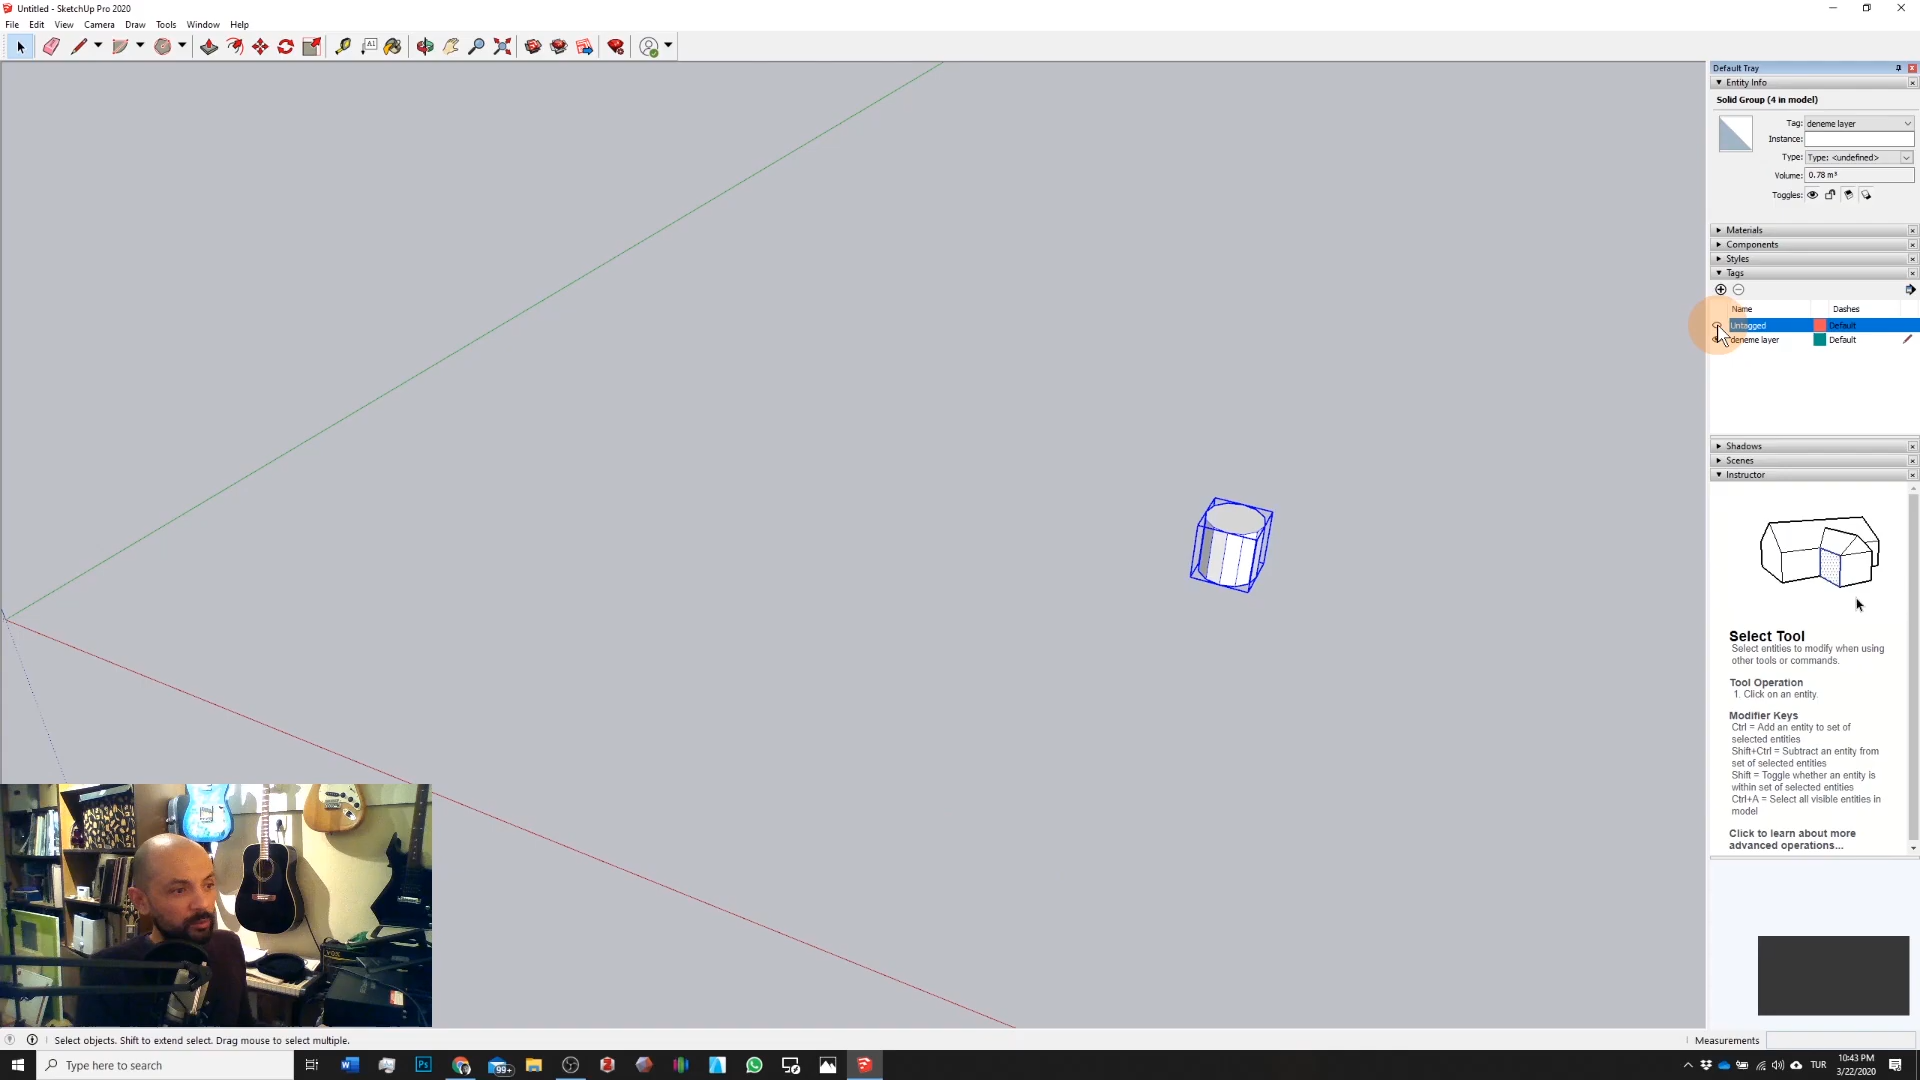 Untitled - SketchUp Pro 2020
File Edit View Camera Draw Tools Window Help
Default Tray
Entity Info
Solid Group (4 in model)
Tag: deneme layer
Instance:
Type: Type: <undefined>
Volume: 0.78 m³
Toggles:
Materials
Components
Styles
Tags
Name Dashes
Untagged Default
deneme layer Default
Shadows
Scenes
Instructor
Select Tool
Select entities to modify when using
other tools or commands.
Tool Operation
1. Click on an entity.
Modifier Keys
Ctrl = Add an entity to set of
selected entities
Shift+Ctrl = Subtract an entity from
set of selected entities
Shift = Toggle whether an entity is
within set of selected entities
Ctrl+A = Select all visible entities in
model
Click to learn about more
advanced operations...
Select objects. Shift to extend select. Drag mouse to select multiple.
Measurements
Type here to search
99+
TUR
10:43 PM
3/22/2020